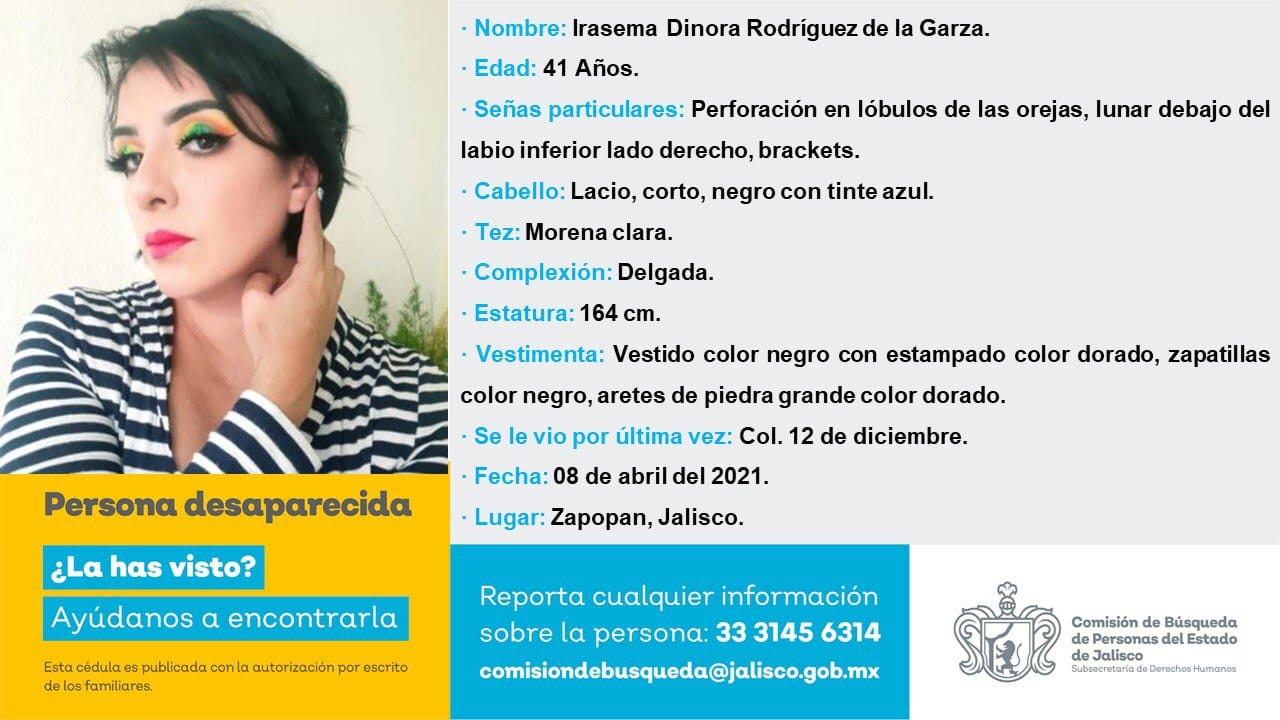 · Nombre: Irasema Dinora Rodríguez de la Garza.
· Edad: 41 Años.
· Señas particulares: Perforación en lóbulos de las orejas, lunar debajo del
labio inferior lado derecho, brackets.
· Cabello: Lacio, corto, negro con tinte azul.
· Tez: Morena clara.
· Complexión: Delgada.
· Estatura: 164 cm.
· Vestimenta: Vestido color negro con estampado color dorado, zapatillas
color negro, aretes de piedra grande color dorado.
· Se le vio por última vez: Col. 12 de diciembre.
· Fecha: 08 de abril del 2021.
· Lugar: Zapopan, Jalisco.
Persona desaparecida
¿La has visto?
Ayúdanos a encontrarla
Esta cédula es publicada con la autorización por escrito
de los familiares.
Reporta cualquier información
sobre la persona: 33 3145 6314
comisiondebusqueda@jalisco.gob.mx
Comisión de Búsqueda
de Personas del Estado
de Jalisco
Subsecretaría de Derechos Humanos